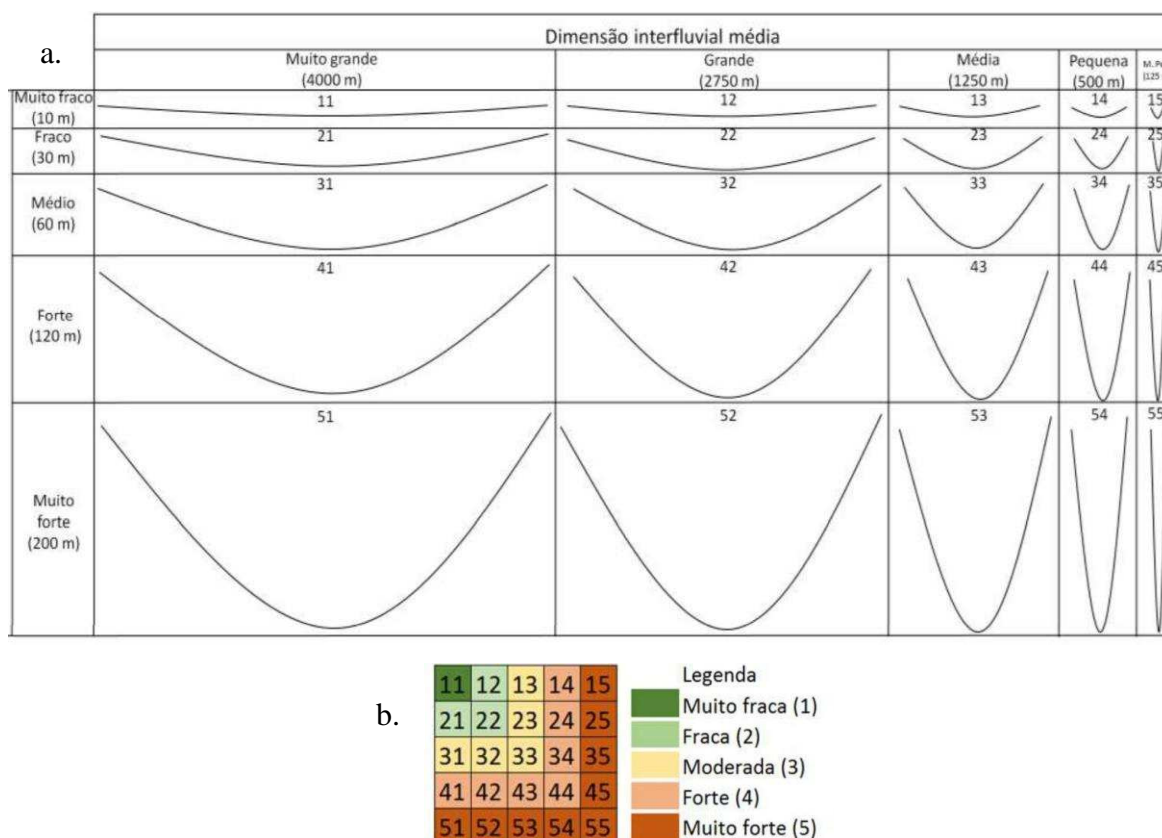 a.
Dimensão interfluvial média
Muito grande
(4000 m)
Grande
(2750 m)
Média
(1250 m)
Pequena
(500 m)
(125
Muito fraco
(10 m)
11
12
13
14
15
Fraco
(30 m)
21
22
23
24
25
Médio
(60 m)
31
32
33
34
35
Forte
(120 m)
41
42
43
44
45
Muito
forte
(200 m)
51
52
53
54
55
b.
11 12 13 14 15
21 22 23 24 25
31 32 33 34 35
41 42 43 44 45
51 52 53 54 55
Legenda
Muito fraca (1)
Fraca (2)
Moderada (3)
Forte (4)
Muito forte (5)